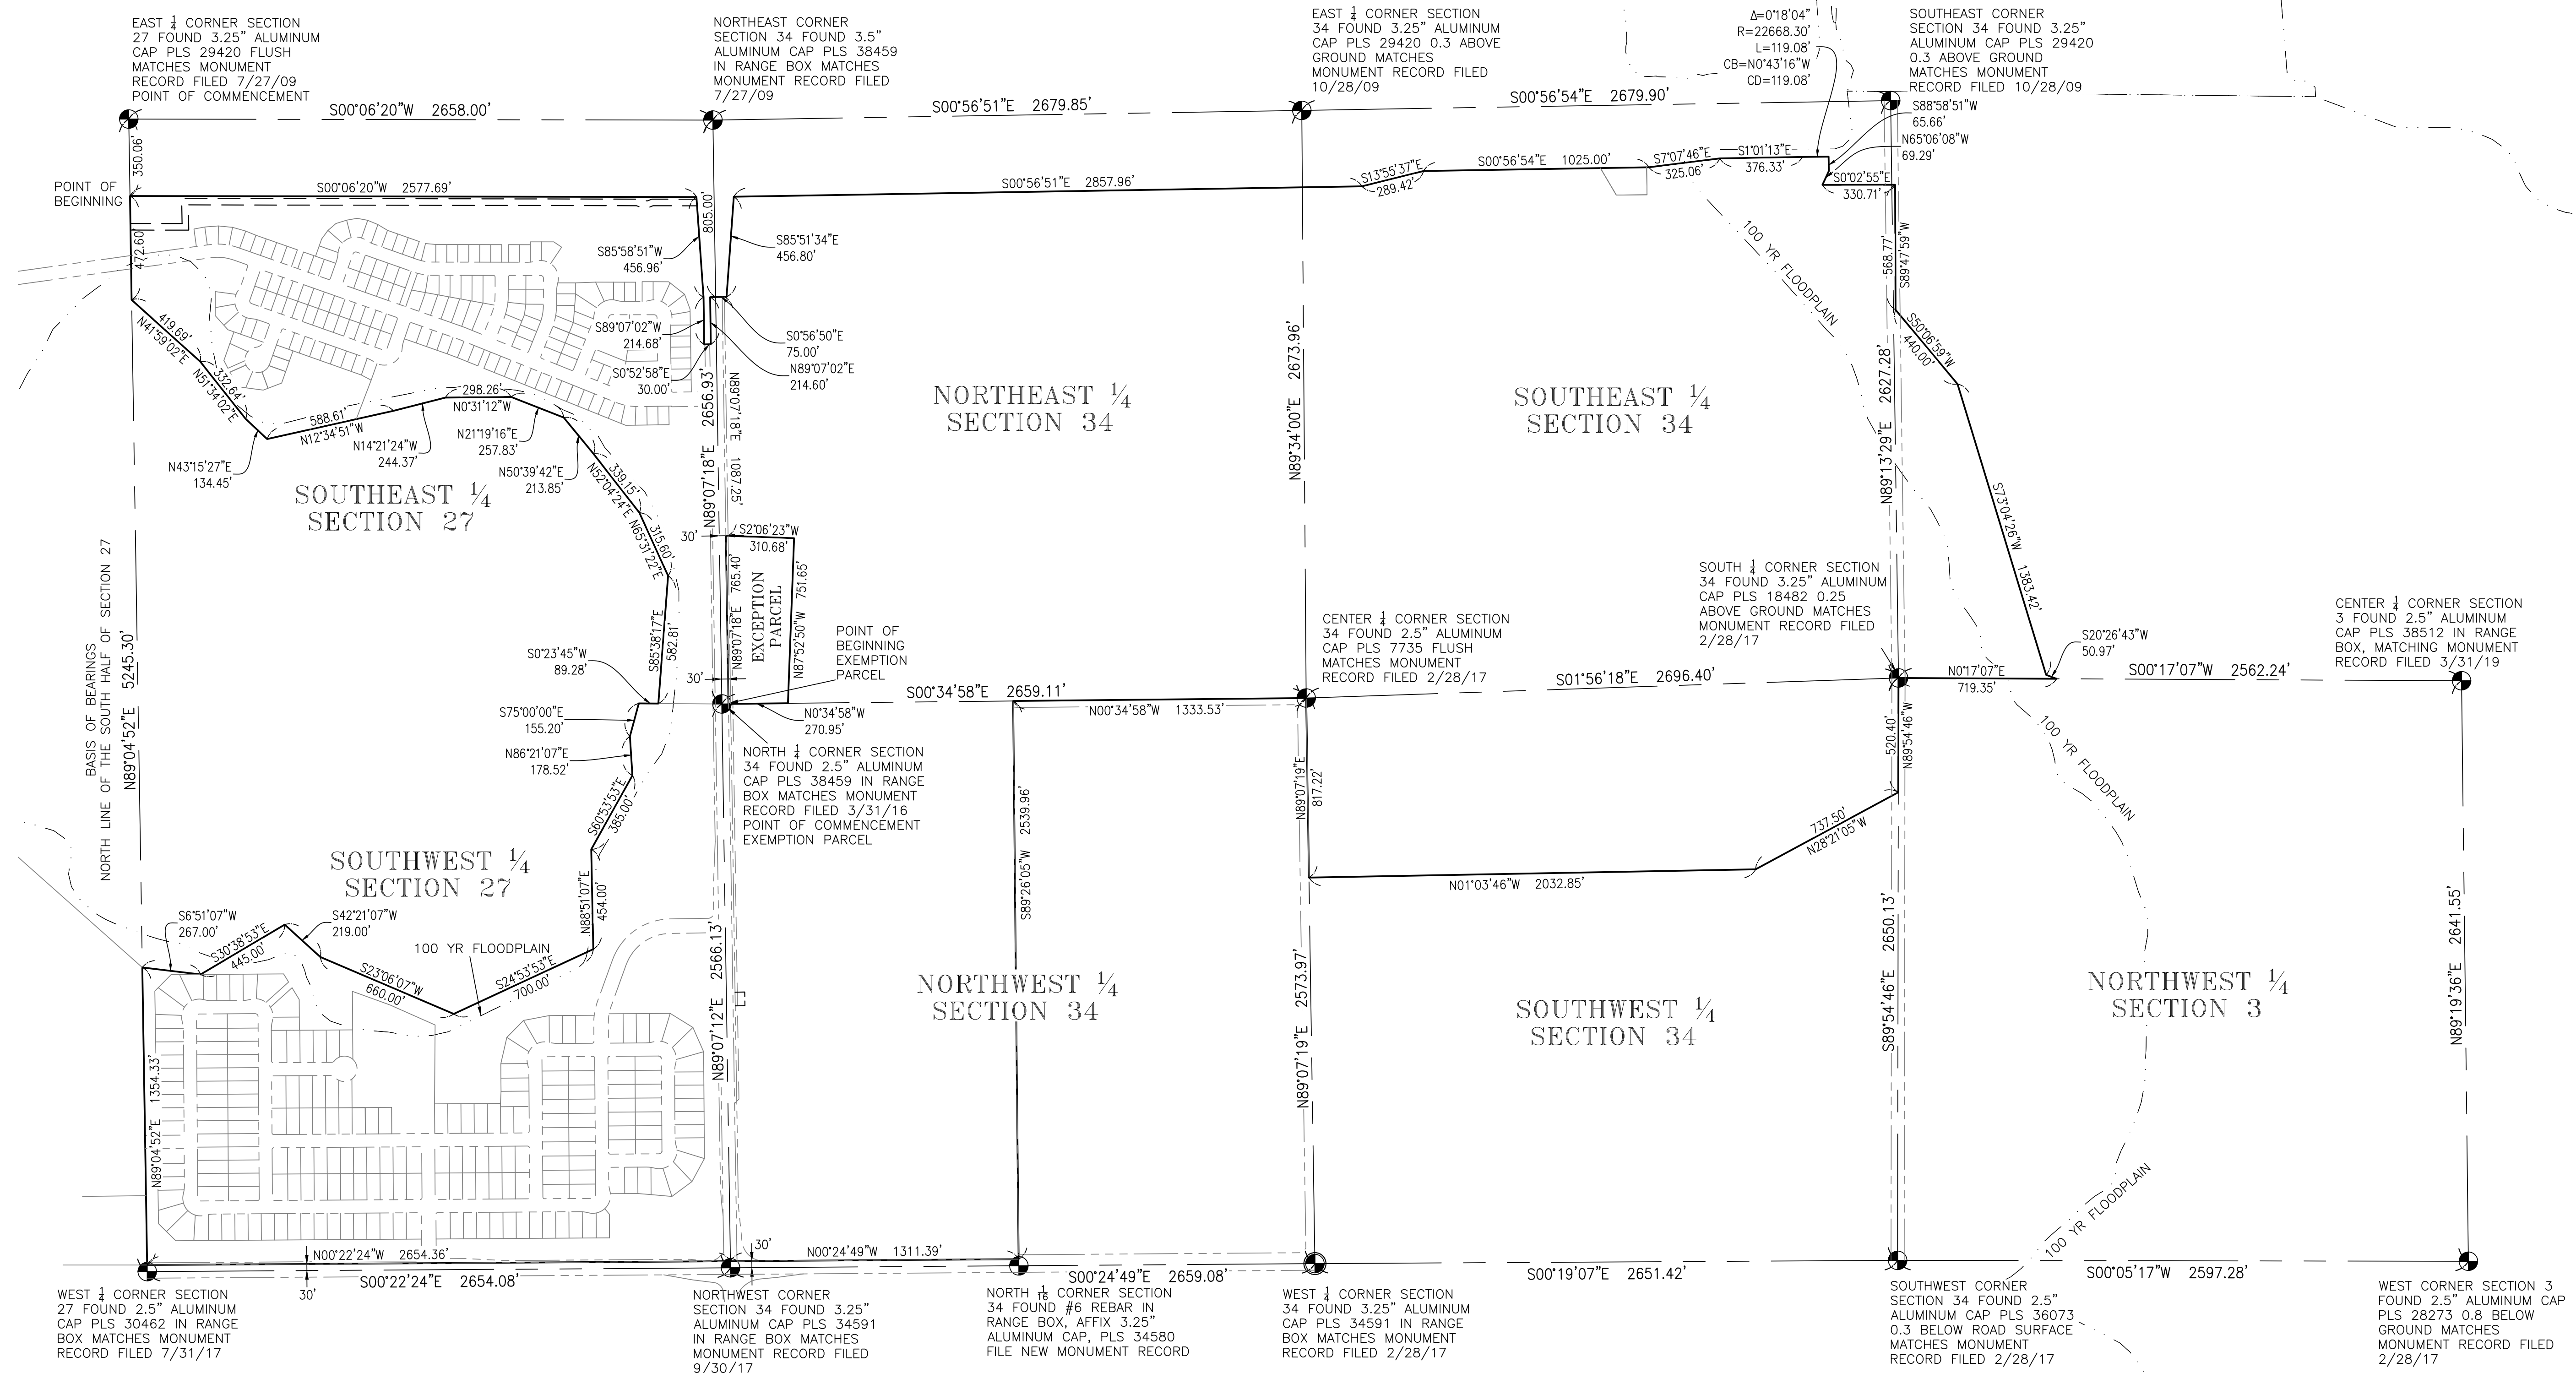 EAST 1/4 CORNER SECTION
27 FOUND 3.25" ALUMINUM
CAP PLS 29420 FLUSH
MATCHES MONUMENT
RECORD FILED 7/27/09
POINT OF COMMENCEMENT
NORTHEAST CORNER
SECTION 34 FOUND 3.5"
ALUMINUM CAP PLS 38459
IN RANGE BOX MATCHES
MONUMENT RECORD FILED
7/27/09
EAST 1/4 CORNER SECTION
34 FOUND 3.25" ALUMINUM
CAP PLS 29420 0.3 ABOVE
GROUND MATCHES
MONUMENT RECORD FILED
10/28/09
Δ=0°18'04"
R=22668.30'
L=119.08'
CB=N0°43'16"W
CD=119.08'
SOUTHEAST CORNER
SECTION 34 FOUND 3.25"
ALUMINUM CAP PLS 29420
0.3 ABOVE GROUND
MATCHES MONUMENT
RECORD FILED 10/28/09
S00°06'20"W 2658.00'
S00°56'51"E 2679.85'
S00°56'54"E 2679.90'
S88°58'51"W
65.66'
N65°06'08"W
69.29'
350.06'
POINT OF
BEGINNING
S00°06'20"W 2577.69'
805.00'
S00°56'51"E 2857.96'
S13°55'37"E
289.42'
S00°56'54"E 1025.00'
S7°07'46"E
325.06'
S1°01'13"E
376.33'
S0°02'55"E
330.71'
472.60'
S85°58'51"W
456.96'
S85°51'34"E
456.80'
100 YR FLOODPLAIN
568.77'
S89°47'59"W
419.69'
N41°59'02"E
S89°07'02"W
214.68'
S0°56'50"E
75.00'
N89°07'02"E
214.60'
S0°52'58"E
30.00'
S50°06'59"W
440.00'
332.64'
N51°34'02"E
588.61'
N12°34'51"W
298.26'
N0°31'12"W
N14°21'24"W
244.37'
N21°19'16"E
257.83'
N43°15'27"E
134.45'
N50°39'42"E
213.85'
339.15'
N52°04'24"E
N89°07'18"E 2656.93'
N89°07'18"E 1087.25'
NORTHEAST 1/4
SECTION 34
N89°34'00"E 2673.96'
SOUTHEAST 1/4
SECTION 34
N89°13'29"E 2627.28'
SOUTHEAST 1/4
SECTION 27
315.60'
N65°31'22"E
30'
S2°06'23"W
310.68'
N89°07'18"E 765.40'
EXCEPTION
PARCEL
N87°52'50"W 751.65'
S73°04'26"W 1383.42'
BASIS OF BEARINGS
NORTH LINE OF THE SOUTH HALF OF SECTION 27
N89°04'52"E 5245.30'
S85°38'17"E
582.81'
S0°23'45"W
89.28'
30'
POINT OF
BEGINNING
EXEMPTION
PARCEL
S00°34'58"E 2659.11'
CENTER 1/4 CORNER SECTION
34 FOUND 2.5" ALUMINUM
CAP PLS 7735 FLUSH
MATCHES MONUMENT
RECORD FILED 2/28/17
SOUTH 1/4 CORNER SECTION
34 FOUND 3.25" ALUMINUM
CAP PLS 18482 0.25
ABOVE GROUND MATCHES
MONUMENT RECORD FILED
2/28/17
S01°56'18"E 2696.40'
N0°17'07"E
719.35'
S20°26'43"W
50.97'
S00°17'07"W 2562.24'
CENTER 1/4 CORNER SECTION
3 FOUND 2.5" ALUMINUM
CAP PLS 38512 IN RANGE
BOX, MATCHING MONUMENT
RECORD FILED 3/31/19
S75°00'00"E
155.20'
N86°21'07"E
178.52'
N0°34'58"W
270.95'
N00°34'58"W 1333.53'
NORTH 1/4 CORNER SECTION
34 FOUND 2.5" ALUMINUM
CAP PLS 38459 IN RANGE
BOX MATCHES MONUMENT
RECORD FILED 3/31/16
POINT OF COMMENCEMENT
EXEMPTION PARCEL
S60°53'53"E
385.00'
N89°07'19"E
817.22'
520.40'
N89°54'46"W
100 YR FLOODPLAIN
737.50'
N28°21'05"W
SOUTHWEST 1/4
SECTION 27
S89°26'05"W 2539.96'
N01°03'46"W 2032.85'
N88°51'07"E
454.00'
S6°51'07"W
267.00'
S30°38'53"E
445.00'
S42°21'07"W
219.00'
100 YR FLOODPLAIN
S23°06'07"W
660.00'
S24°53'53"E
700.00'
N89°07'12"E 2566.13'
NORTHWEST 1/4
SECTION 34
N89°07'19"E 2573.97'
SOUTHWEST 1/4
SECTION 34
S89°54'46"E 2650.13'
NORTHWEST 1/4
SECTION 3
N89°19'36"E 2641.55'
N89°04'52"E 1354.33'
100 YR FLOODPLAIN
N00°22'24"W 2654.36'
30'
N00°24'49"W 1311.39'
30'
S00°22'24"E 2654.08'
S00°24'49"E 2659.08'
S00°19'07"E 2651.42'
S00°05'17"W 2597.28'
WEST 1/4 CORNER SECTION
27 FOUND 2.5" ALUMINUM
CAP PLS 30462 IN RANGE
BOX MATCHES MONUMENT
RECORD FILED 7/31/17
NORTHWEST CORNER
SECTION 34 FOUND 3.25"
ALUMINUM CAP PLS 34591
IN RANGE BOX MATCHES
MONUMENT RECORD FILED
9/30/17
NORTH 1/16 CORNER SECTION
34 FOUND #6 REBAR IN
RANGE BOX, AFFIX 3.25"
ALUMINUM CAP, PLS 34580
FILE NEW MONUMENT RECORD
WEST 1/4 CORNER SECTION
34 FOUND 3.25" ALUMINUM
CAP PLS 34591 IN RANGE
BOX MATCHES MONUMENT
RECORD FILED 2/28/17
SOUTHWEST CORNER
SECTION 34 FOUND 2.5"
ALUMINUM CAP PLS 36073
0.3 BELOW ROAD SURFACE
MATCHES MONUMENT
RECORD FILED 2/28/17
WEST CORNER SECTION 3
FOUND 2.5" ALUMINUM CAP
PLS 28273 0.8 BELOW
GROUND MATCHES
MONUMENT RECORD FILED
2/28/17